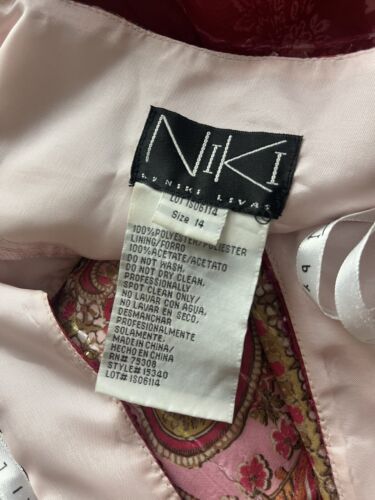 NIKI
by NIKI LIVAS
LOT IS06114
Size 14
100%POLYESTER/POLIESTER
LINING/FORRO
100%ACETATE/ACETATO
DO NOT WASH.
DO NOT DRY CLEAN.
PROFESSIONALLY
SPOT CLEAN ONLY/
NO LAVAR CON AGUA,
NO LAVAR EN SECO.
DESMANCHAR
PROFESSIONALMENTE
SOLAMENTE.
MADE IN CHINA/
HECHO EN CHINA
RN# 79308
STYLE# 15340
LOT# IS06114